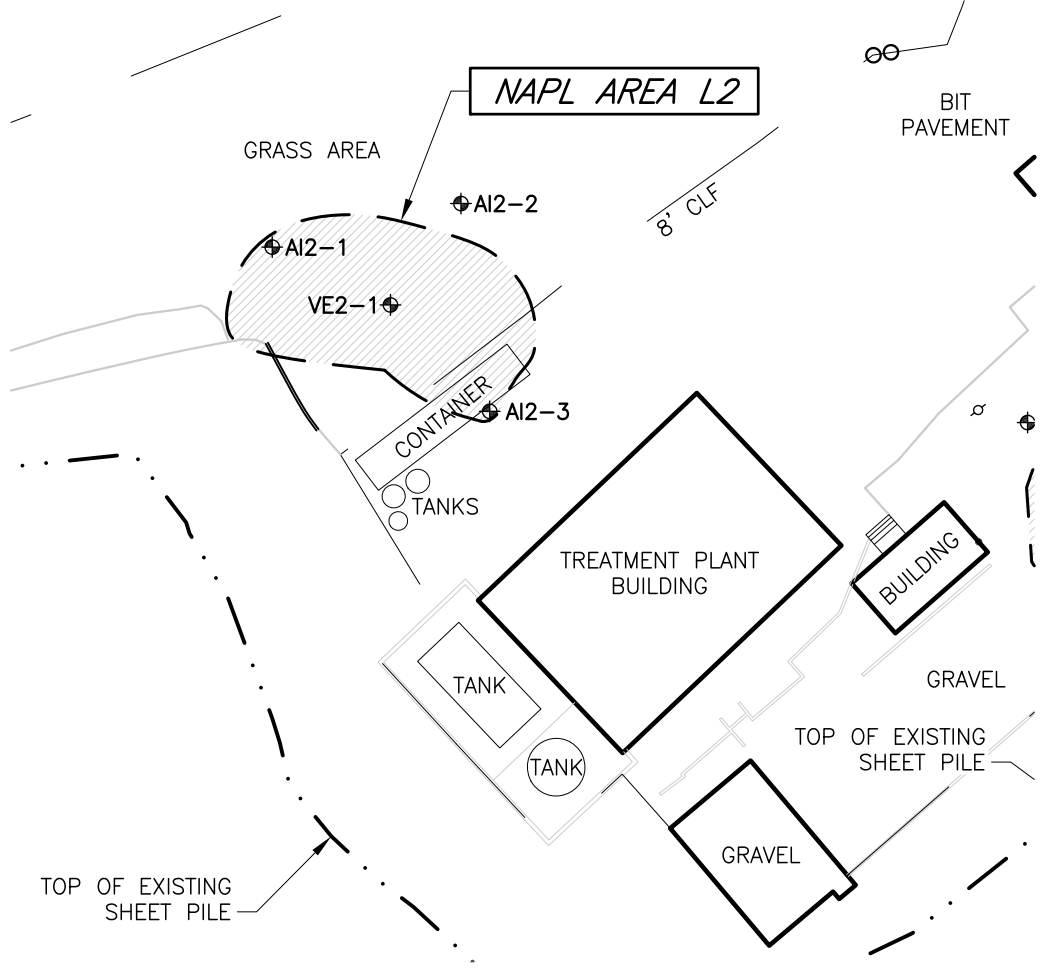 NAPL AREA L2
BIT
PAVEMENT
GRASS AREA
AI2-2
8' CLF
AI2-1
VE2-1
CONTAINER
AI2-3
TANKS
TREATMENT PLANT
BUILDING
BUILDING
TANK
GRAVEL
TOP OF EXISTING
SHEET PILE
TANK
GRAVEL
TOP OF EXISTING
SHEET PILE